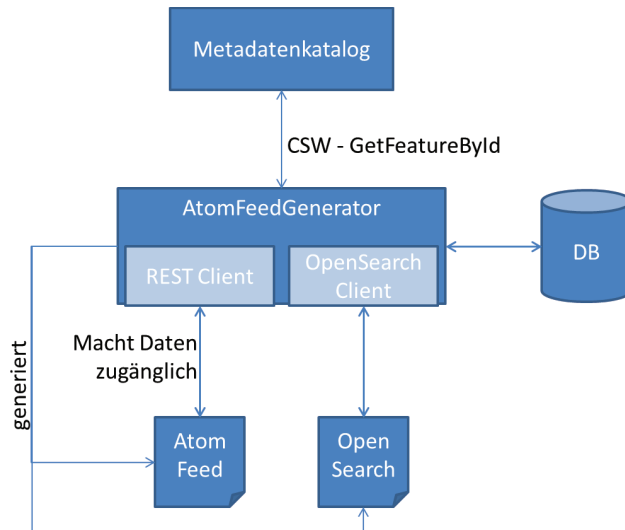 Metadatenkatalog
CSW - GetFeatureById
AtomFeedGenerator
REST Client
OpenSearch
Client
DB
Macht Daten
zugänglich
generiert
Atom
Feed
Open
Search